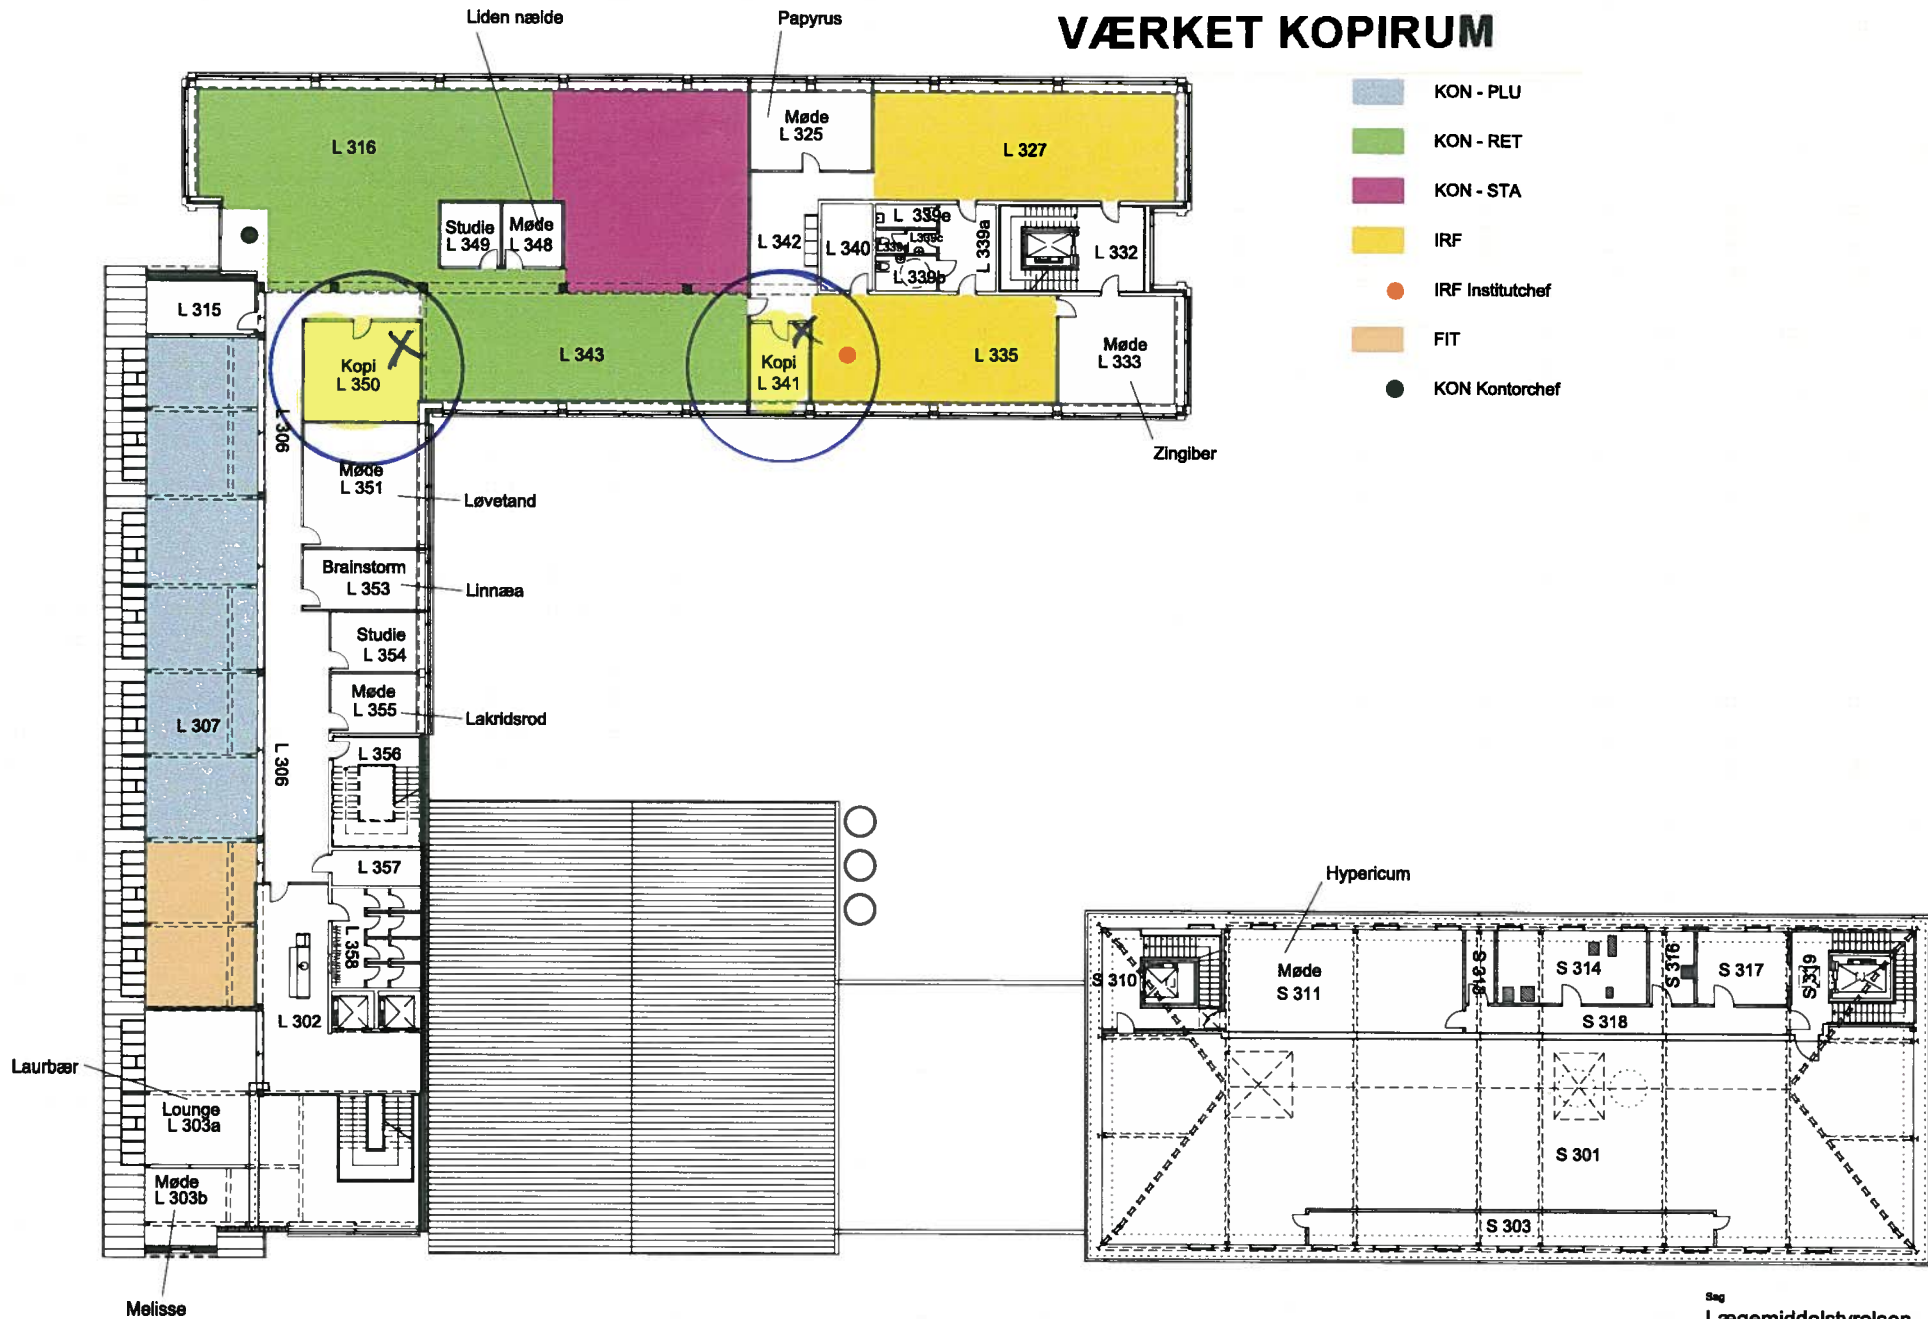 Liden nælde
Papyrus
VÆRKET KOPIRUM
KON - PLU
KON - RET
KON - STA
IRF
IRF Institutchef
FIT
KON Kontorchef
L 316
Møde
L 325
L 327
Studie
L 349
Møde
L 348
L 342
L 340
L 339e
L 339c
L 339b
L 339a
L 332
L 315
Kopi
L 350
L 343
Kopi
L 341
L 335
Møde
L 333
Zingiber
L 306
Møde
L 351
Løvetand
Brainstorm
L 353
Linnæa
Studie
L 354
Møde
L 355
Lakridsrod
L 307
L 306
L 356
L 357
L 358
L 302
Laurbær
Lounge
L 303a
Møde
L 303b
Melisse
Hypericum
S 310
Møde
S 311
S 313
S 314
S 316
S 317
S 319
S 318
S 301
S 303
Sag
Lægemiddelstyrelsen